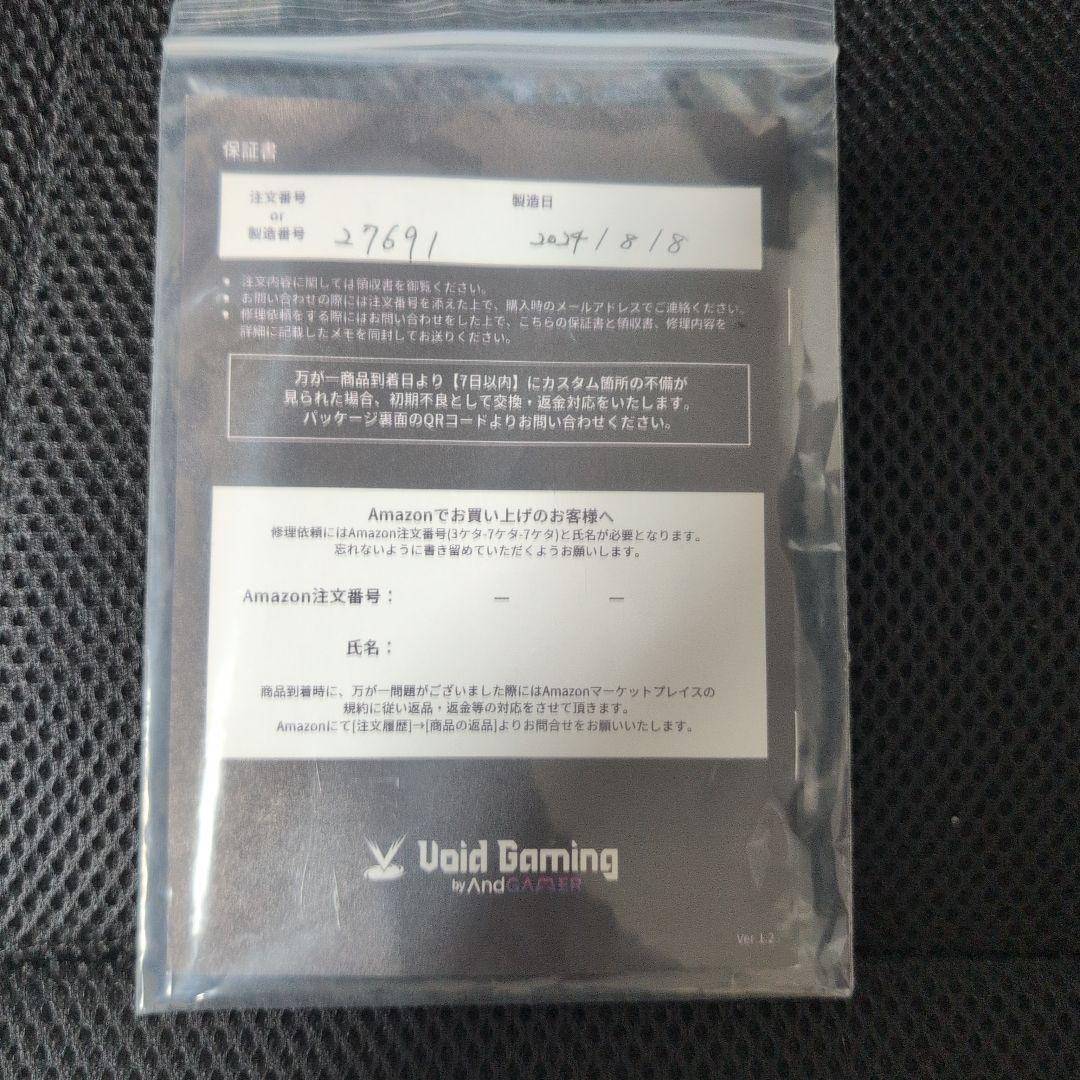 保証書
注文番号
or
製造番号
27691
製造日
2024/8/8
• 注文内容に関しては領収書を御覧ください。
• お問い合わせの際には注文番号を添えた上で、購入時のメールアドレスでご連絡ください。
• 修理依頼をする際にはお問い合わせをした上で、こちらの保証書と領収書、修理内容を
詳細に記載したメモを同封してお送りください。
万が一商品到着日より【7日以内】にカスタム箇所の不備が
見られた場合、初期不良として交換・返金対応をいたします。
パッケージ裏面のQRコードよりお問い合わせください。
Amazonでお買い上げのお客様へ
修理依頼にはAmazon注文番号(3ケタ-7ケタ-7ケタ)と氏名が必要となります。
忘れないように書き留めていただくようお願いします。
Amazon注文番号： ー ー
氏名：
商品到着時に、万が一問題がございました際にはAmazonマーケットプレイスの
規約に従い返品・返金等の対応をさせて頂きます。
Amazonにて[注文履歴]→[商品の返品]よりお問合せをお願いいたします。
Void Gaming
by AndGAMER
Ver 1.2